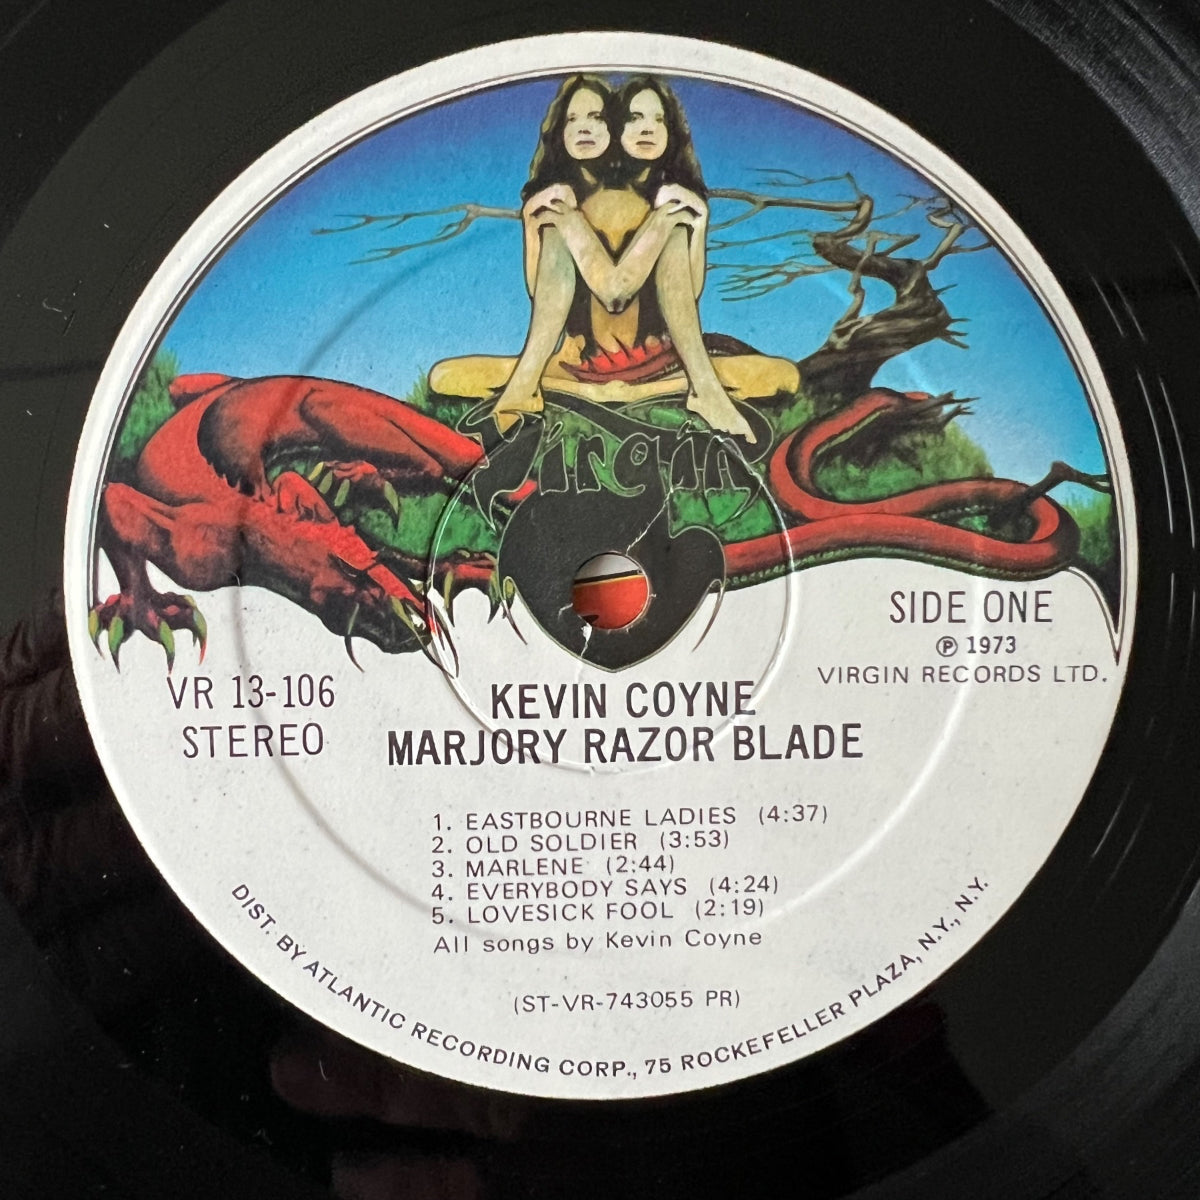 Virgin
SIDE ONE
℗ 1973
VIRGIN RECORDS LTD.
VR 13-106
STEREO
KEVIN COYNE
MARJORY RAZOR BLADE
1. EASTBOURNE LADIES (4:37)
2. OLD SOLDIER (3:53)
3. MARLENE (2:44)
4. EVERYBODY SAYS (4:24)
5. LOVESICK FOOL (2:19)
All songs by Kevin Coyne
(ST-VR-743055 PR)
DIST. BY ATLANTIC RECORDING CORP., 75 ROCKEFELLER PLAZA, N.Y., N.Y.